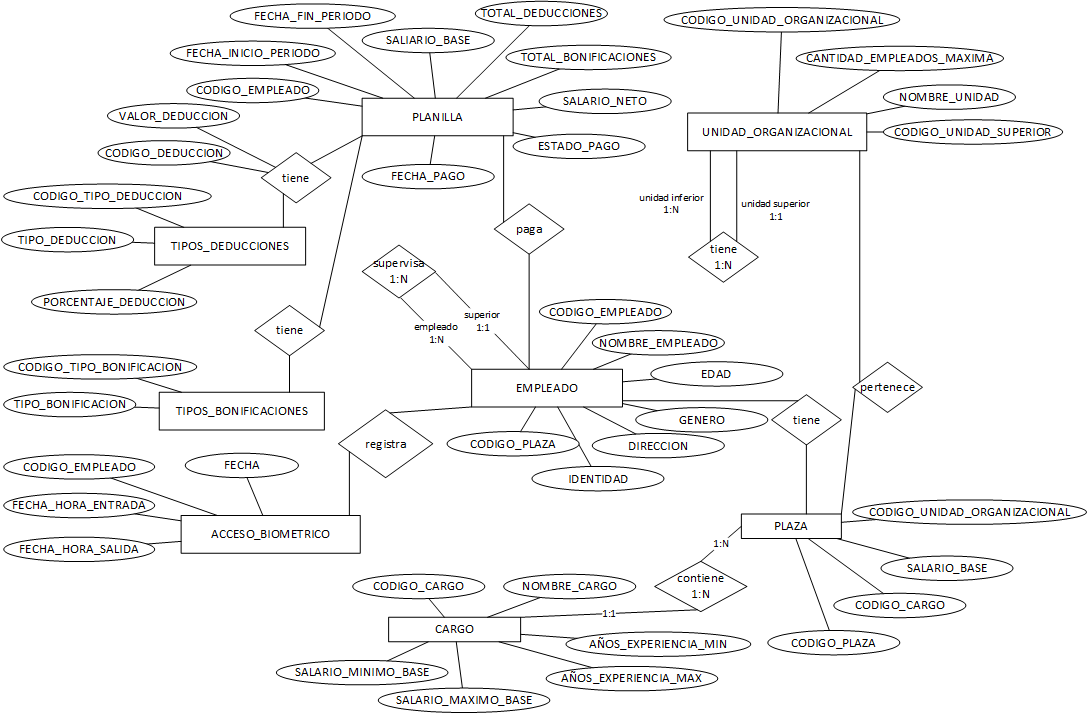 FECHA_FIN_PERIODO
TOTAL_DEDUCCIONES
CODIGO_UNIDAD_ORGANIZACIONAL
SALIARIO_BASE
FECHA_INICIO_PERIODO
TOTAL_BONIFICACIONES
CANTIDAD_EMPLEADOS_MAXIMA
CODIGO_EMPLEADO
SALARIO_NETO
NOMBRE_UNIDAD
VALOR_DEDUCCION
PLANILLA
UNIDAD_ORGANIZACIONAL
CODIGO_UNIDAD_SUPERIOR
CODIGO_DEDUCCION
ESTADO_PAGO
tiene
FECHA_PAGO
CODIGO_TIPO_DEDUCCION
unidad inferior
1:N
unidad superior
1:1
TIPO_DEDUCCION
TIPOS_DEDUCCIONES
paga
tiene
1:N
supervisa
1:N
PORCENTAJE_DEDUCCION
superior
1:1
CODIGO_EMPLEADO
empleado
1:N
tiene
NOMBRE_EMPLEADO
CODIGO_TIPO_BONIFICACION
EDAD
EMPLEADO
pertenece
TIPO_BONIFICACION
TIPOS_BONIFICACIONES
GENERO
tiene
registra
CODIGO_PLAZA
DIRECCION
CODIGO_EMPLEADO
FECHA
IDENTIDAD
FECHA_HORA_ENTRADA
CODIGO_UNIDAD_ORGANIZACIONAL
ACCESO_BIOMETRICO
PLAZA
FECHA_HORA_SALIDA
1:N
SALARIO_BASE
contiene
1:N
CODIGO_CARGO
NOMBRE_CARGO
CODIGO_CARGO
1:1
CARGO
AÑOS_EXPERIENCIA_MIN
CODIGO_PLAZA
SALARIO_MINIMO_BASE
AÑOS_EXPERIENCIA_MAX
SALARIO_MAXIMO_BASE